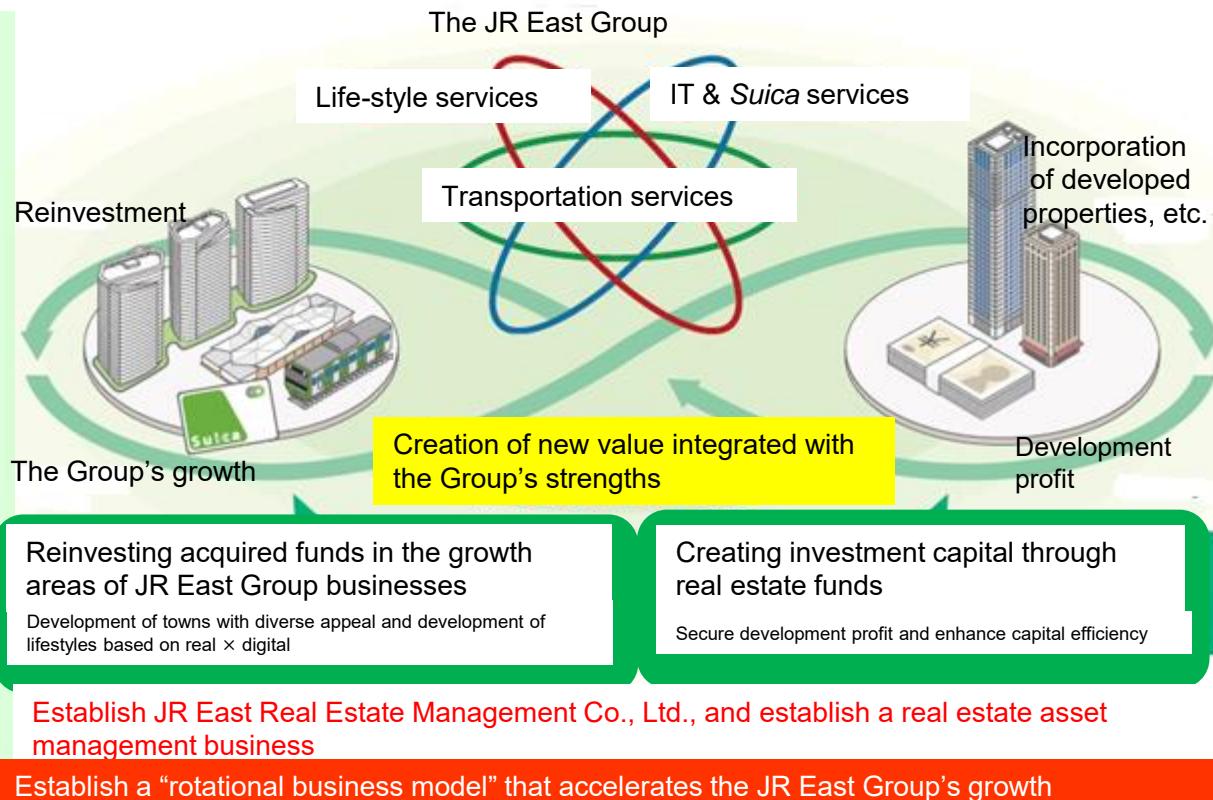 The JR East Group
Life-style services
IT & Suica services
Transportation services
Reinvestment
Incorporation
of developed
properties, etc.
Suica
¥
The Group’s growth
Creation of new value integrated with
the Group’s strengths
Development
profit
Reinvesting acquired funds in the growth
areas of JR East Group businesses
Development of towns with diverse appeal and development of
lifestyles based on real × digital
Creating investment capital through
real estate funds
Secure development profit and enhance capital efficiency
Establish JR East Real Estate Management Co., Ltd., and establish a real estate asset
management business
Establish a “rotational business model” that accelerates the JR East Group’s growth